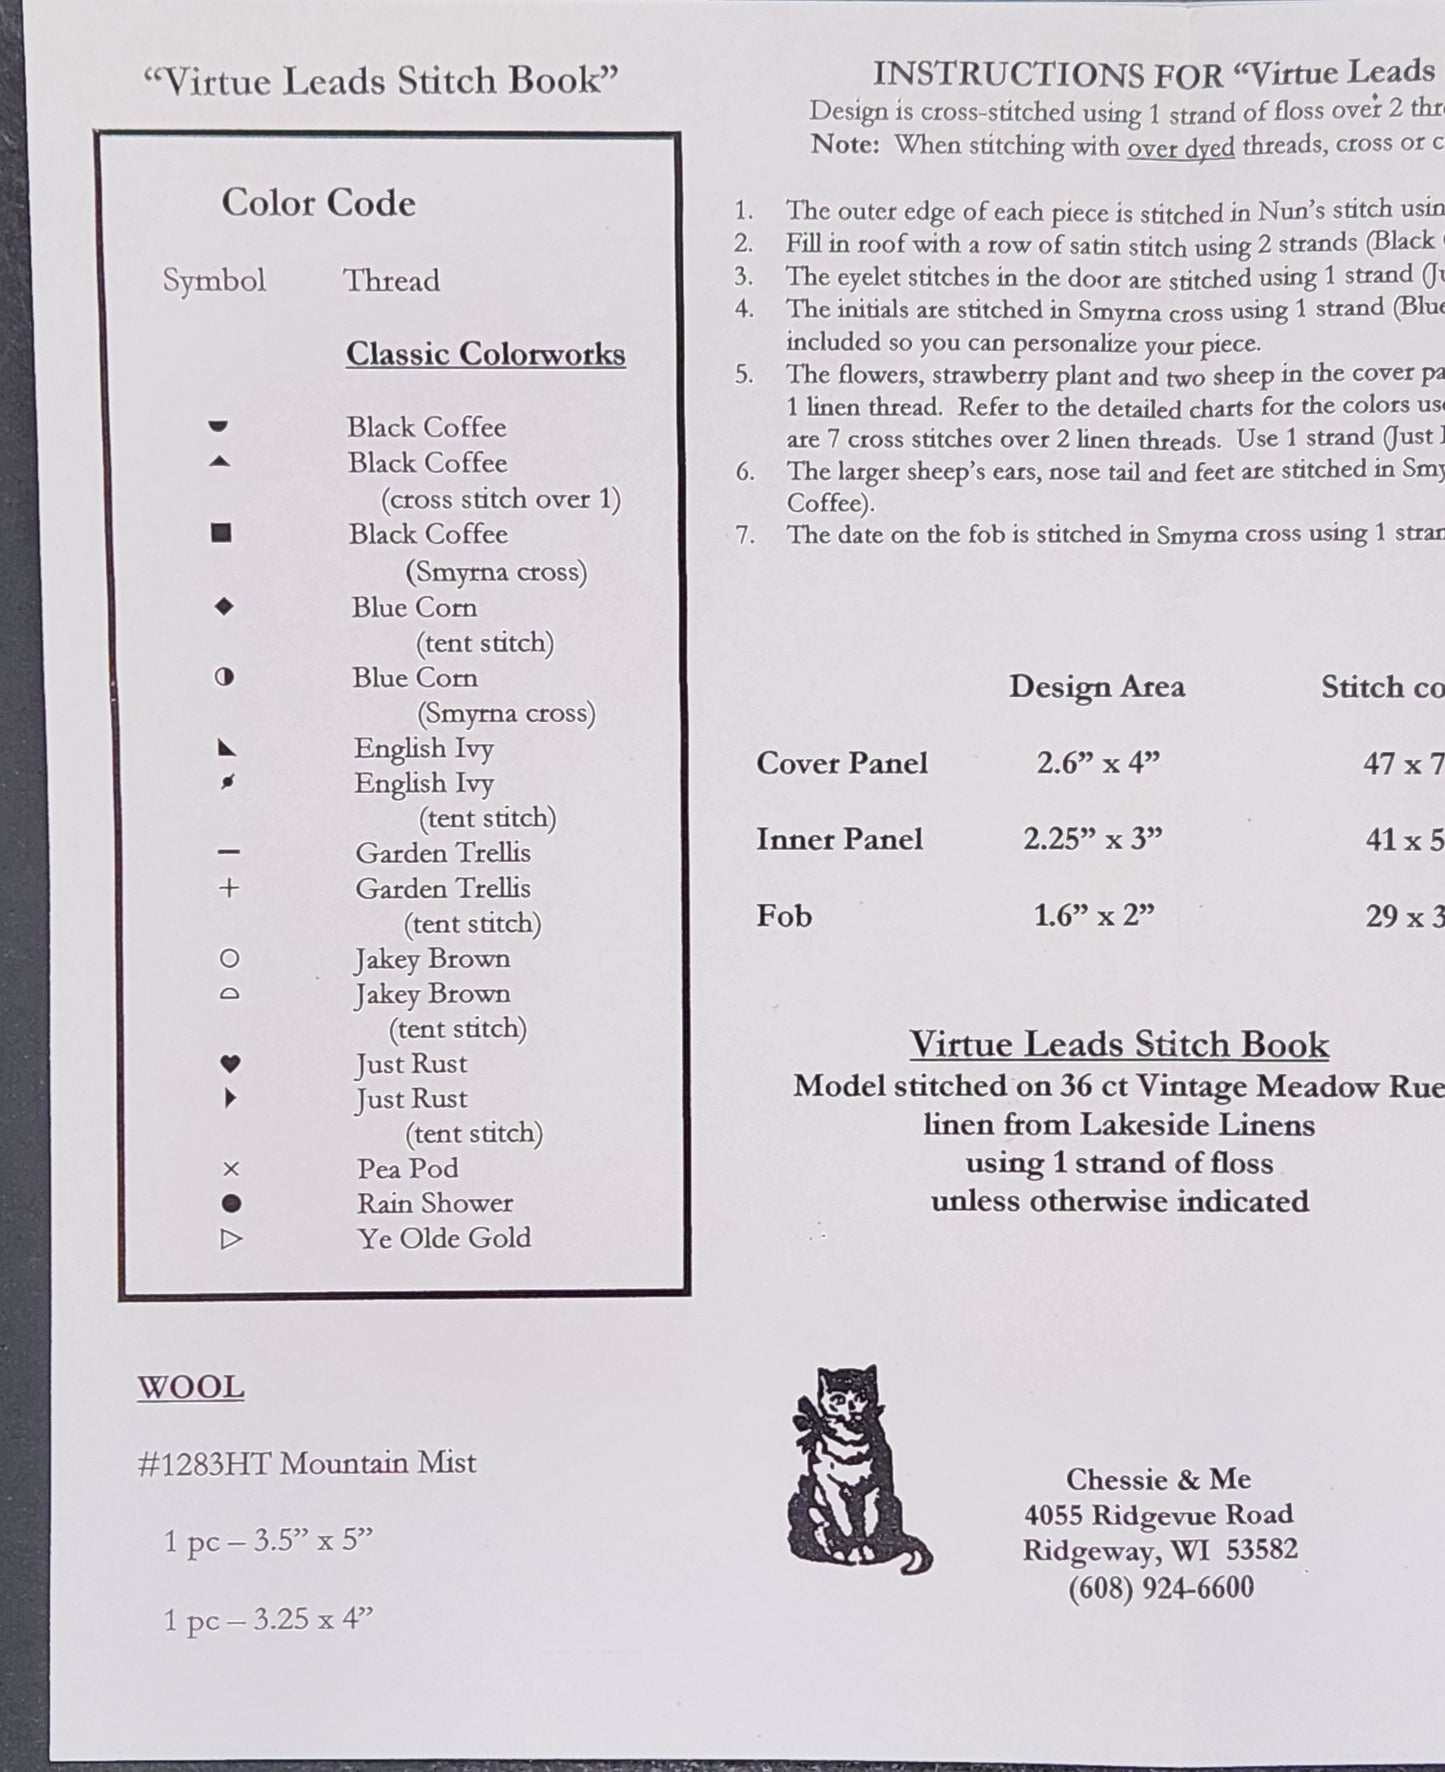 “Virtue Leads Stitch Book”
Color Code
Symbol Thread
Classic Colorworks
Black Coffee
Black Coffee
(cross stitch over 1)
Black Coffee
(Smyrna cross)
Blue Corn
(tent stitch)
Blue Corn
(Smyrna cross)
English Ivy
English Ivy
(tent stitch)
Garden Trellis
Garden Trellis
(tent stitch)
Jakey Brown
Jakey Brown
(tent stitch)
Just Rust
Just Rust
(tent stitch)
Pea Pod
Rain Shower
Ye Olde Gold
WOOL
#1283HT Mountain Mist
1 pc – 3.5” x 5”
1 pc – 3.25 x 4”
INSTRUCTIONS FOR “Virtue Leads
Design is cross-stitched using 1 strand of floss over 2
Note: When stitching with over dyed threads, cross or
1. The outer edge of each piece is stitched in Nun’s stitch
2. Fill in roof with a row of satin stitch using 2 strands (Black
3. The eyelet stitches in the door are stitched using 1 strand
4. The initials are stitched in Smyrna cross using 1 strand (Blue
included so you can personalize your piece.
5. The flowers, strawberry plant and two sheep in the cover
1 linen thread. Refer to the detailed charts for the colors
are 7 cross stitches over 2 linen threads. Use 1 strand (Just
6. The larger sheep’s ears, nose tail and feet are stitched in
Coffee).
7. The date on the fob is stitched in Smyrna cross using 1
Design Area Stitch
Cover Panel 2.6” x 4” 47 x
Inner Panel 2.25” x 3” 41 x
Fob 1.6” x 2” 29 x
Virtue Leads Stitch Book
Model stitched on 36 ct Vintage Meadow Rue
linen from Lakeside Linens
using 1 strand of floss
unless otherwise indicated
Chessie & Me
4055 Ridgevue Road
Ridgeway, WI 53582
(608) 924-6600